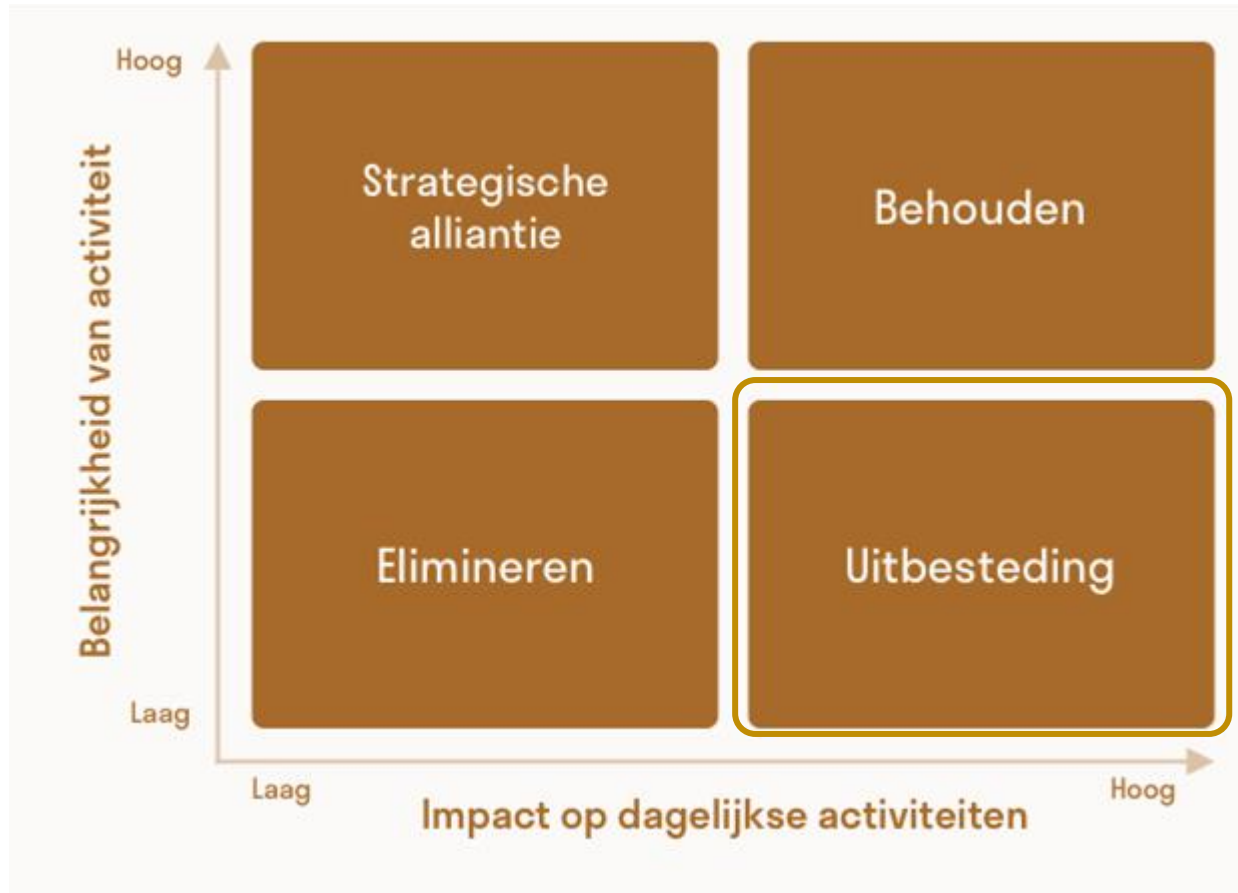 Hoog
Belangrijkheid van activiteit
Strategische
alliantie
Behouden
Elimineren
Uitbesteding
Laag
Laag
Hoog
Impact op dagelijkse activiteiten